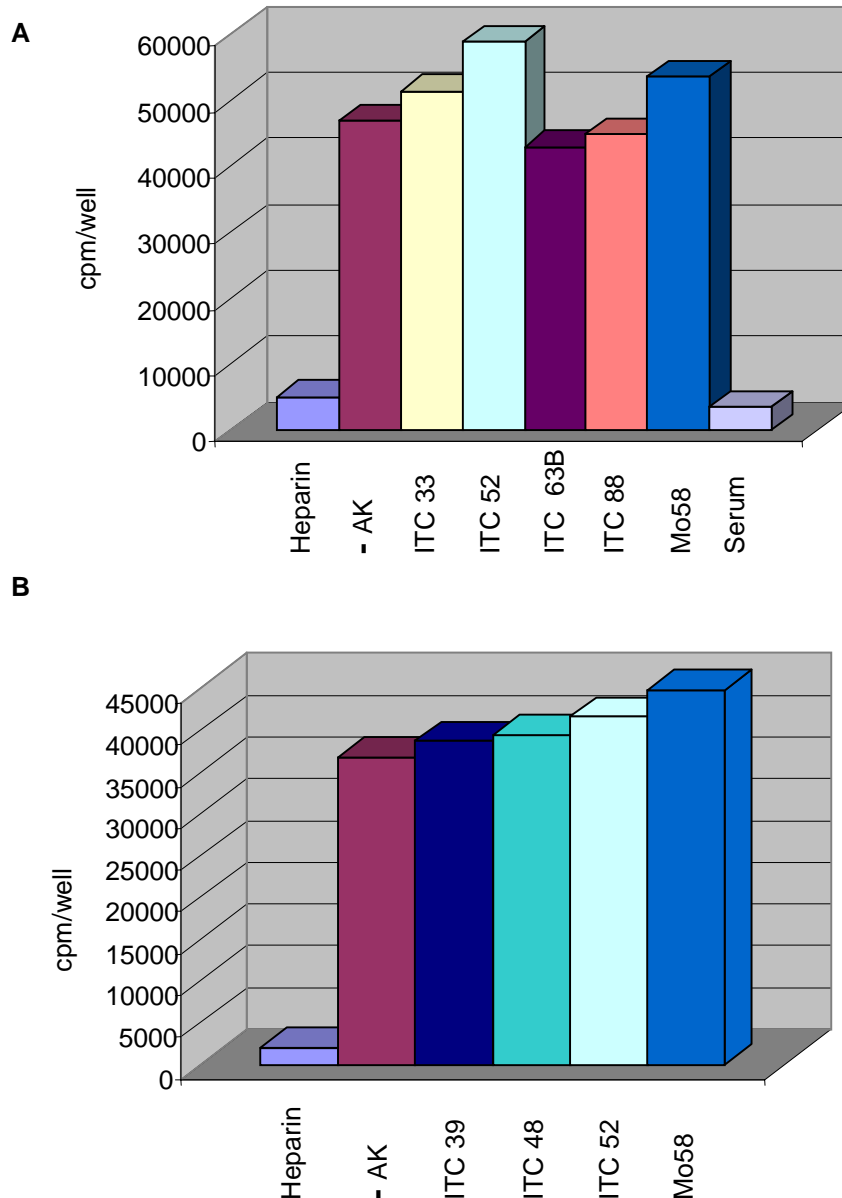 A
60000
50000
40000
30000
20000
10000
0
cpm/well
Heparin
- AK
ITC 33
ITC 52
ITC 63B
ITC 88
Mo58
Serum
B
45000
40000
35000
30000
25000
20000
15000
10000
5000
0
cpm/well
Heparin
- AK
ITC 39
ITC 48
ITC 52
Mo58